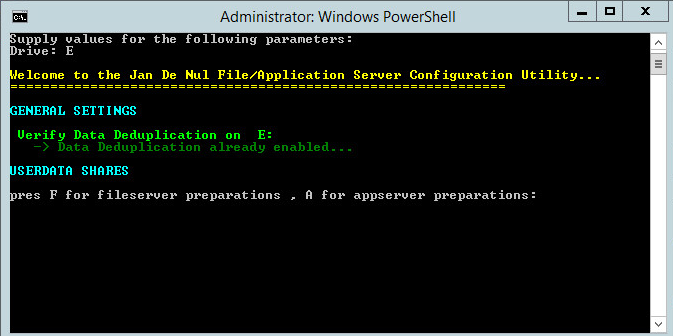 Administrator: Windows PowerShell
Supply values for the following parameters:
Drive: E
Welcome to the Jan De Nul File/Application Server Configuration Utility...
==============================================================
GENERAL SETTINGS
Verify Data Deduplication on  E:
-> Data Deduplication already enabled...
USERDATA SHARES
pres F for fileserver preparations , A for appserver preparations: